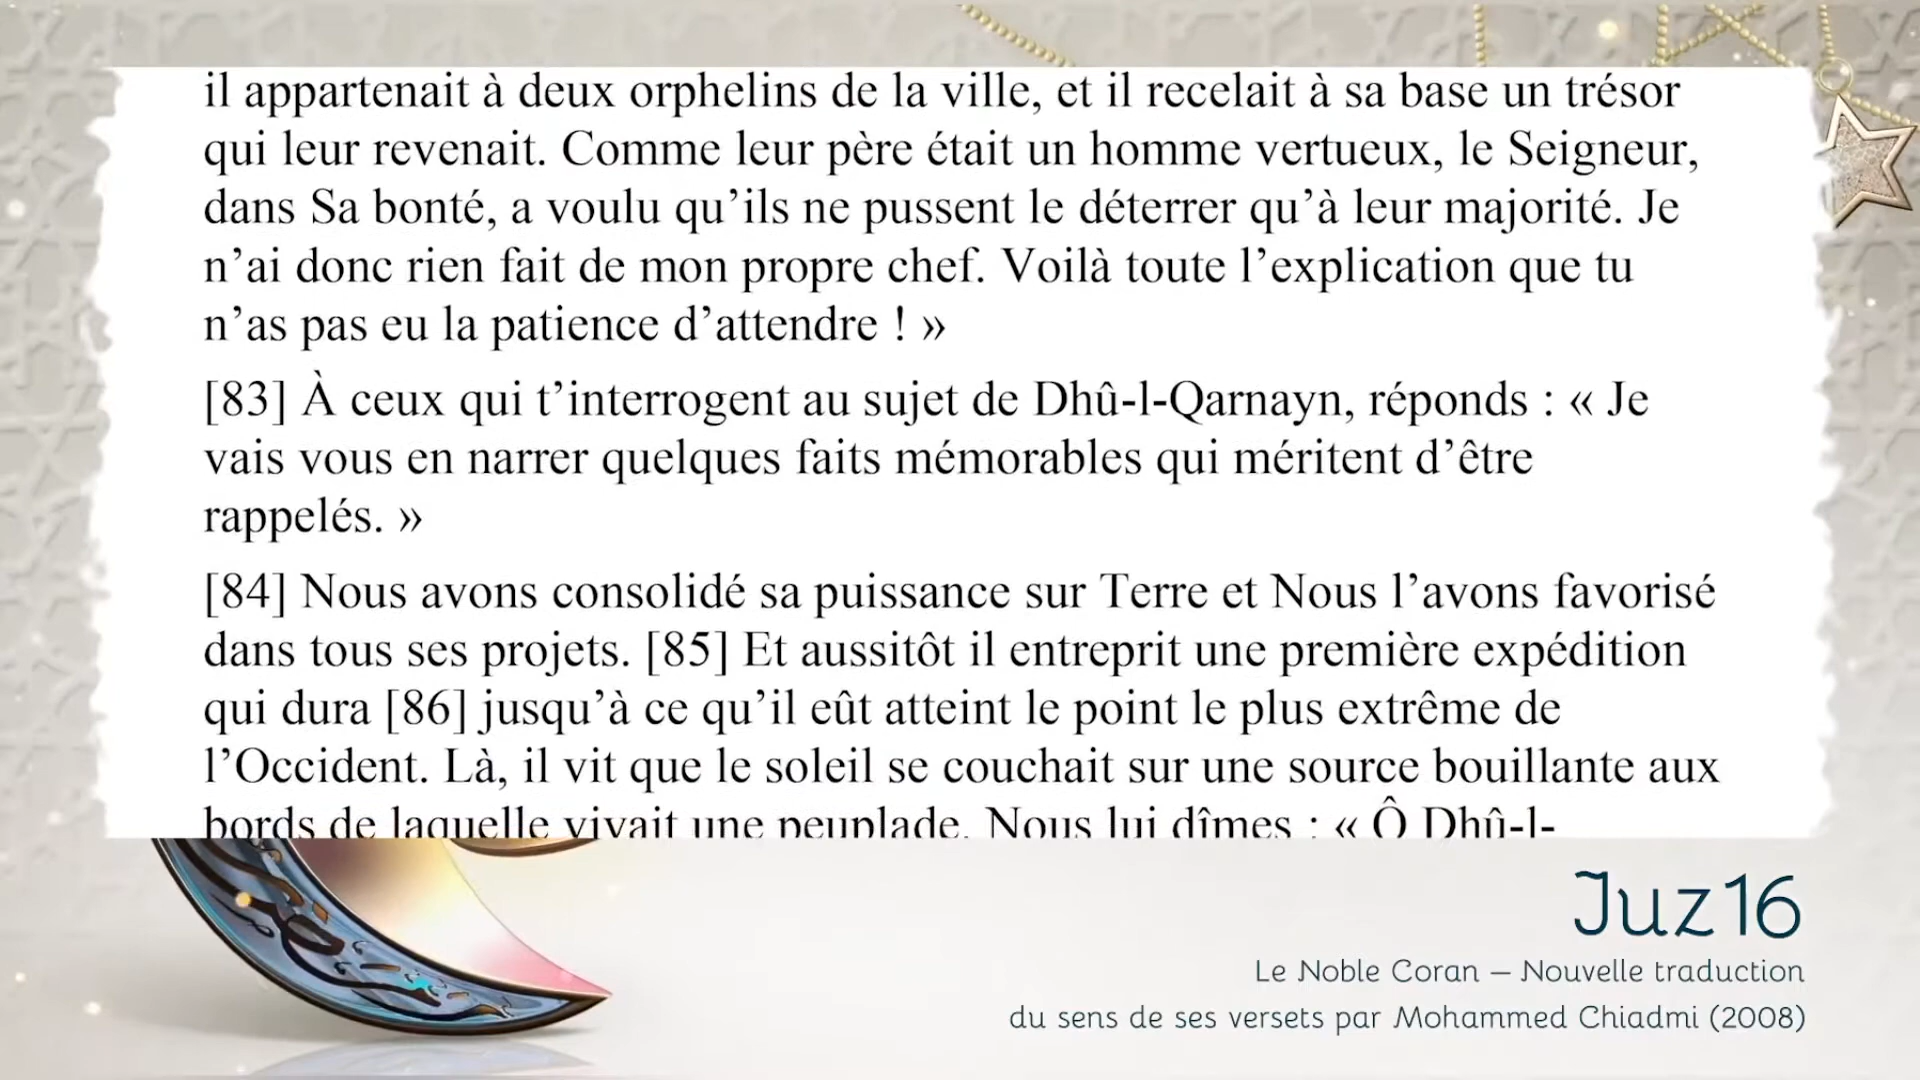 il appartenait à deux orphelins de la ville, et il recelait à sa base un trésor
qui leur revenait. Comme leur père était un homme vertueux, le Seigneur,
dans Sa bonté, a voulu qu’ils ne pussent le déterrer qu’à leur majorité. Je
n’ai donc rien fait de mon propre chef. Voilà toute l’explication que tu
n’as pas eu la patience d’attendre ! »
[83] À ceux qui t’interrogent au sujet de Dhû-l-Qarnayn, réponds : « Je
vais vous en narrer quelques faits mémorables qui méritent d’être
rappelés. »
[84] Nous avons consolidé sa puissance sur Terre et Nous l’avons favorisé
dans tous ses projets. [85] Et aussitôt il entreprit une première expédition
qui dura [86] jusqu’à ce qu’il eût atteint le point le plus extrême de
l’Occident. Là, il vit que le soleil se couchait sur une source bouillante aux
bords de laquelle vivait une peuplade. Nous lui dîmes : « Ô Dhû-l-
Juz 16
Le Noble Coran – Nouvelle traduction
du sens de ses versets par Mohammed Chiadmi (2008)